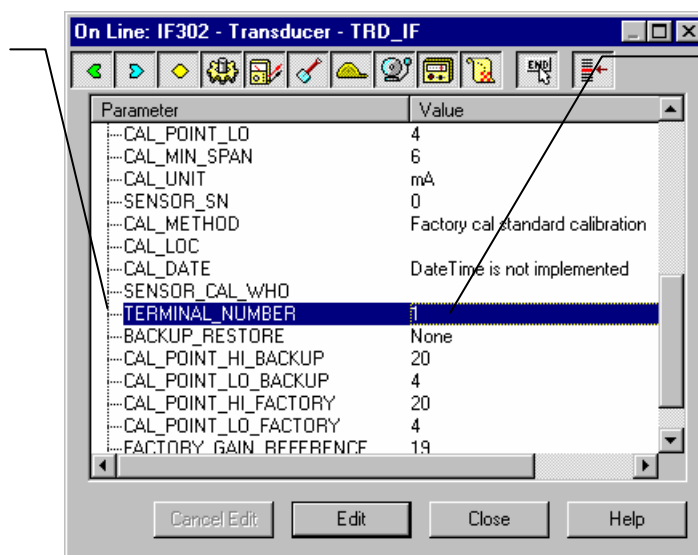 On Line: IF302 - Transducer - TRD_IF
END
Parameter Value
CAL_POINT_LO 4
CAL_MIN_SPAN 6
CAL_UNIT mA
SENSOR_SN 0
CAL_METHOD Factory cal standard calibration
CAL_LOC
CAL_DATE DateTime is not implemented
SENSOR_CAL_WHO
TERMINAL_NUMBER 1
BACKUP_RESTORE None
CAL_POINT_HI_BACKUP 20
CAL_POINT_LO_BACKUP 4
CAL_POINT_HI_FACTORY 20
CAL_POINT_LO_FACTORY 4
FACTORY_GAIN_REFERENCE 19
Cancel Edit Edit Close Help